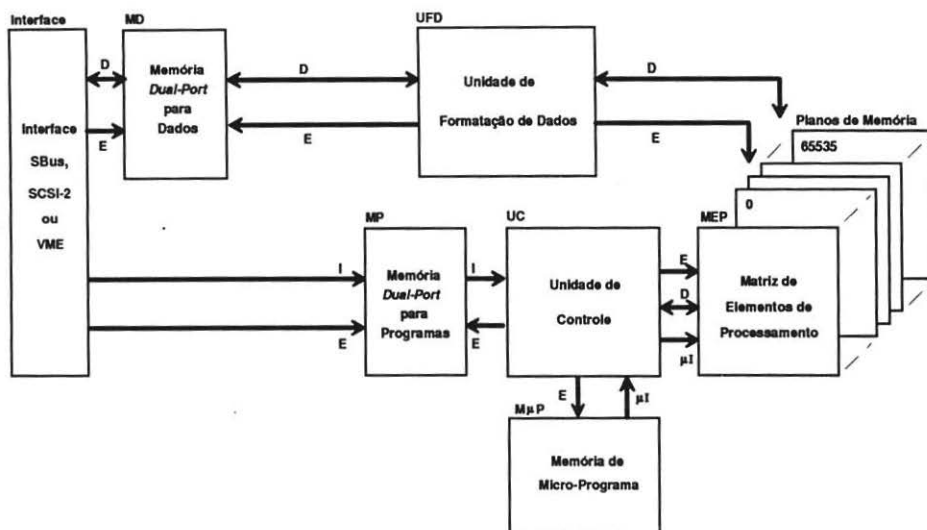 Interface
MD
UFD
D
Memória
Dual-Port
para
Dados
D
Unidade de
Formatação de Dados
D
E
E
E
Interface
SBus,
SCSI-2
ou
VME
Planos de Memória
65535
0
MP
UC
MEP
I
Memória
Dual-Port
para
Programas
I
Unidade de
Controle
E
D
µI
Matriz de
Elementos de
Processamento
E
E
E
µI
MµP
Memória de
Micro-Programa